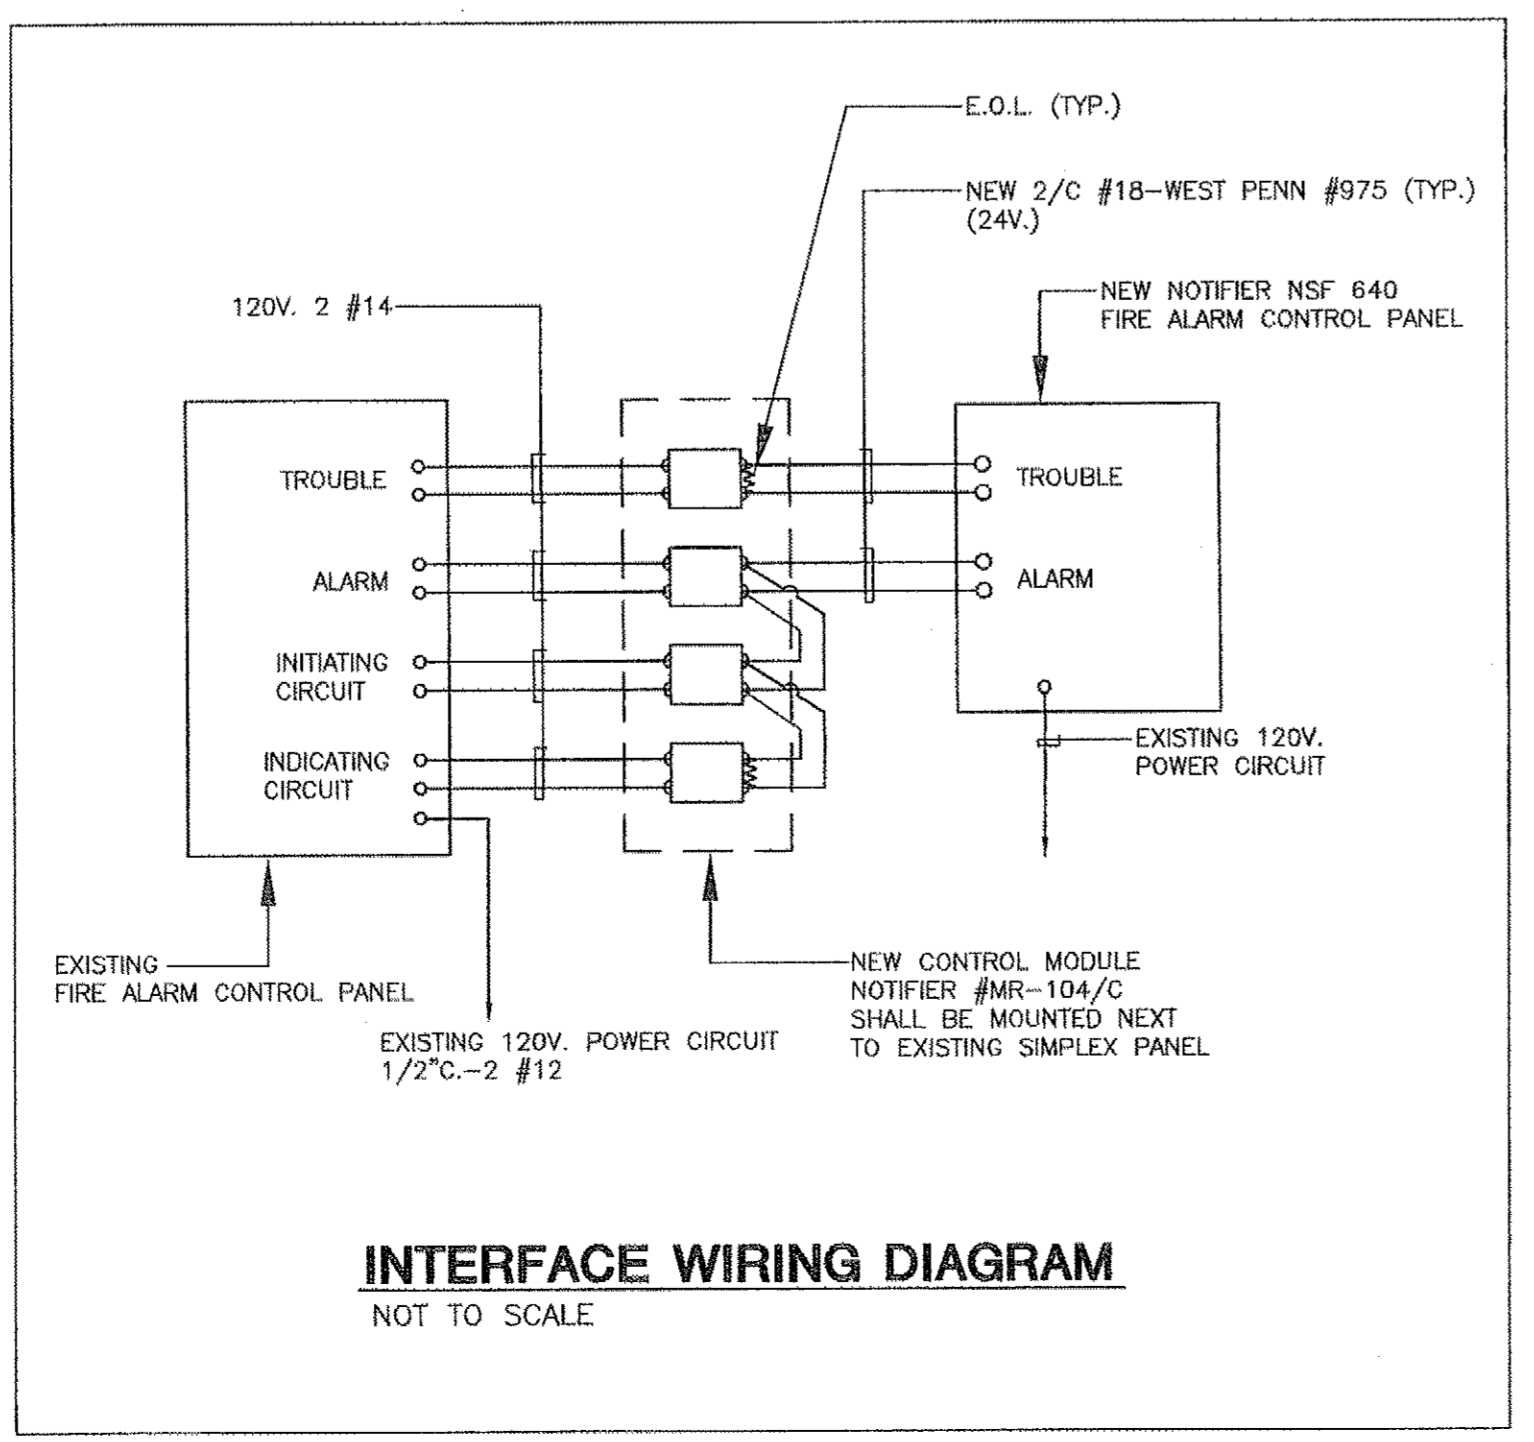 E.O.L. (TYP.)
NEW 2/C #18-WEST PENN #975 (TYP.)
(24V.)
NEW NOTIFIER NSF 640
FIRE ALARM CONTROL PANEL
120V. 2 #14
TROUBLE
ALARM
INITIATING
CIRCUIT
INDICATING
CIRCUIT
TROUBLE
ALARM
EXISTING 120V.
POWER CIRCUIT
EXISTING
FIRE ALARM CONTROL PANEL
EXISTING 120V. POWER CIRCUIT
1/2"C.-2 #12
NEW CONTROL MODULE
NOTIFIER #MR-104/C
SHALL BE MOUNTED NEXT
TO EXISTING SIMPLEX PANEL
INTERFACE WIRING DIAGRAM
NOT TO SCALE